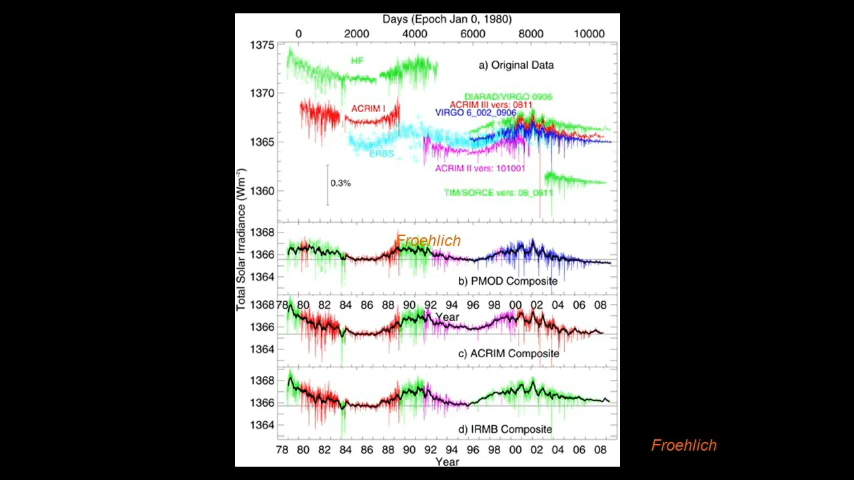 Days (Epoch Jan 0, 1980)
0 2000 4000 6000 8000 10000
1375
HF
a) Original Data
1370
DIARAD/VIRGO 0906
ACRIM I
ACRIM III vers: 0811
VIRGO 6_002_0906
1365
ERBS
ACRIM II vers: 101001
0.3%
1360
TIM/SORCE vers: 08_0811
Total Solar Irradiance (Wm⁻²)
1368
Froehlich
1366
1364
b) PMOD Composite
78 80 82 84 86 88 90 92 94 96 98 00 02 04 06 08
Year
1368
1366
1364
c) ACRIM Composite
1368
1366
1364
d) IRMB Composite
78 80 82 84 86 88 90 92 94 96 98 00 02 04 06 08
Year
Froehlich